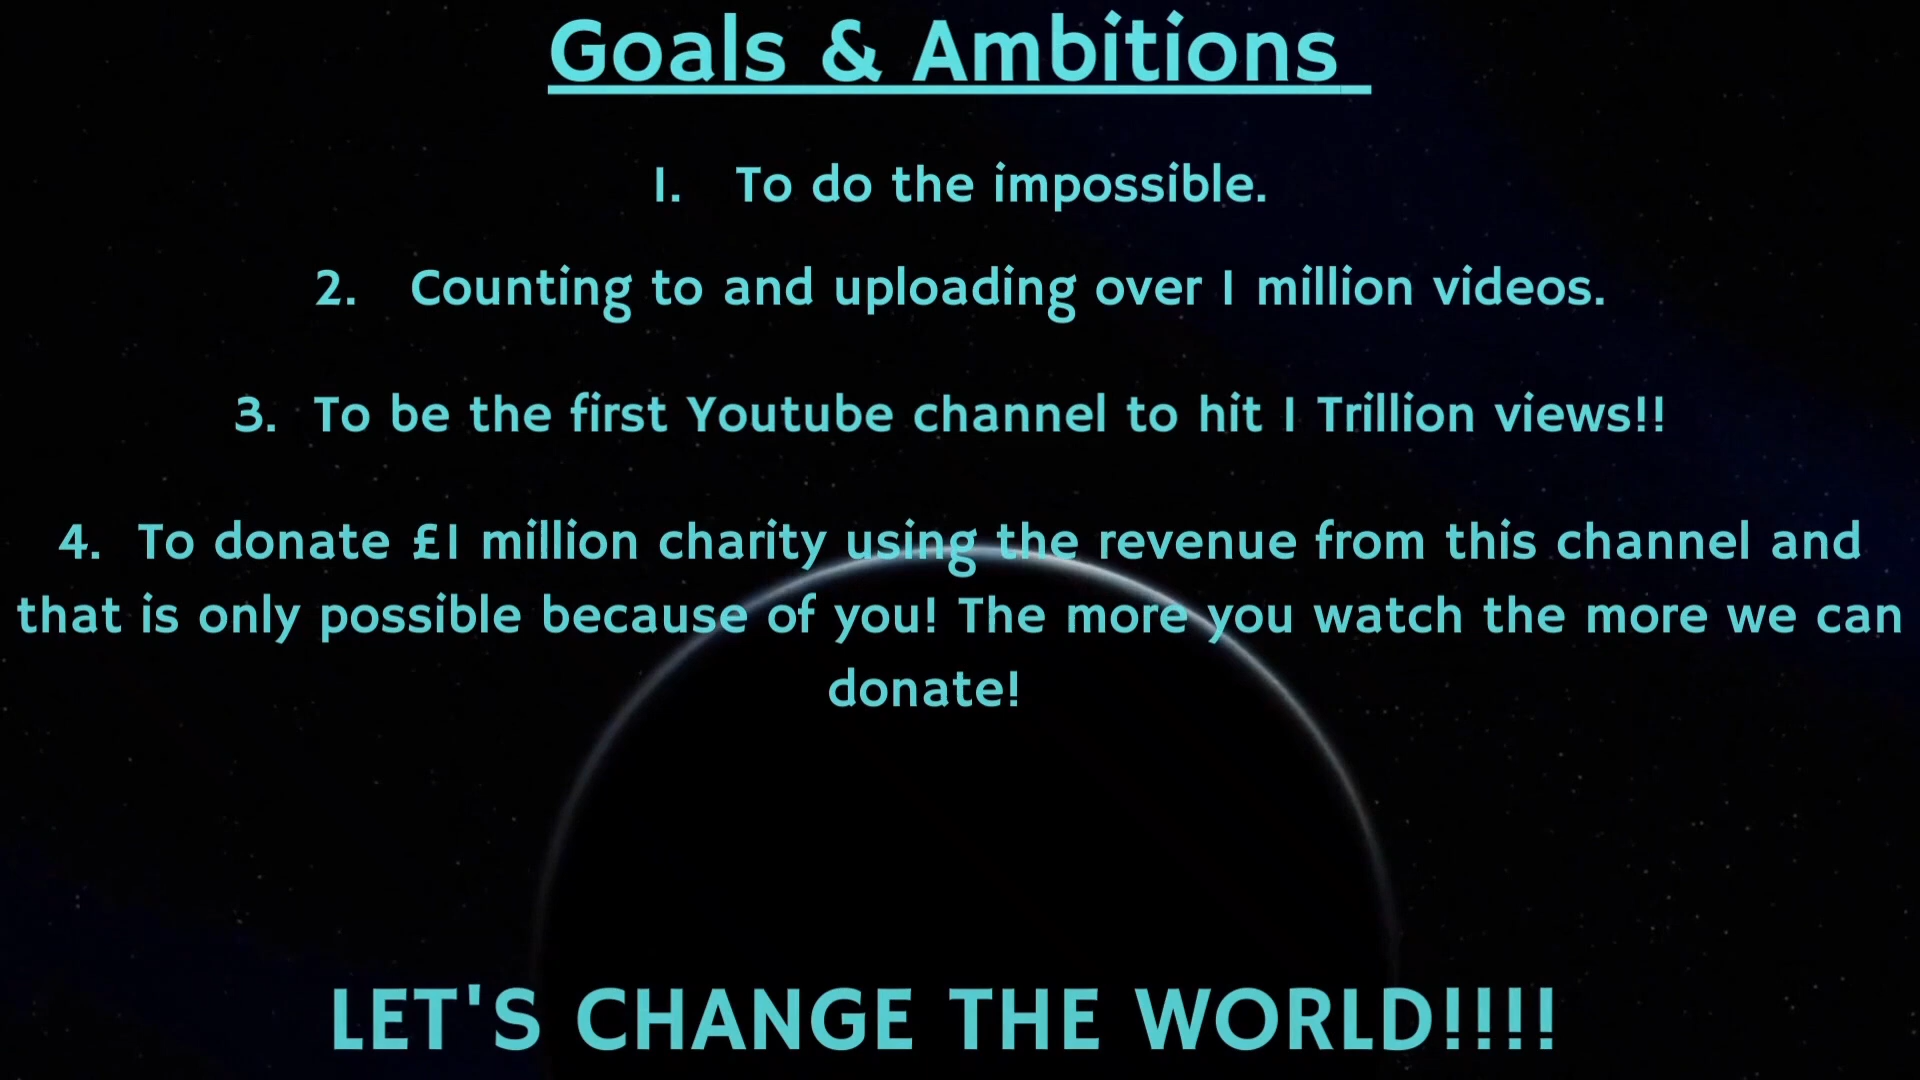 Goals & Ambitions
1. To do the impossible.
2. Counting to and uploading over 1 million videos.
3. To be the first Youtube channel to hit 1 Trillion views!!
4. To donate £1 million charity using the revenue from this channel and
that is only possible because of you! The more you watch the more we can
donate!
LET'S CHANGE THE WORLD!!!!